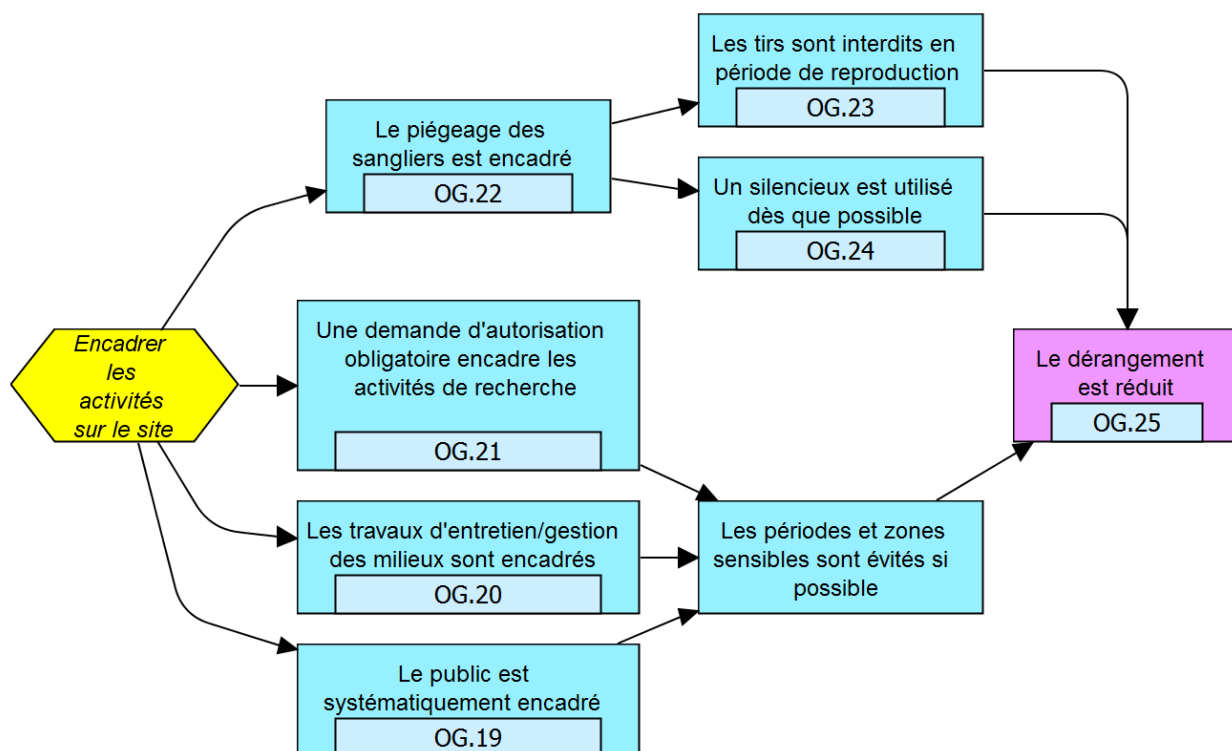 Encadrer
les
activités
sur le site
Le piégeage des
sangliers est encadré
OG.22
Les tirs sont interdits en
période de reproduction
OG.23
Un silencieux est utilisé
dès que possible
OG.24
Une demande d'autorisation
obligatoire encadre les
activités de recherche
OG.21
Les travaux d'entretien/gestion
des milieux sont encadrés
OG.20
Le public est
systématiquement encadré
OG.19
Les périodes et zones
sensibles sont évités si
possible
Le dérangement
est réduit
OG.25